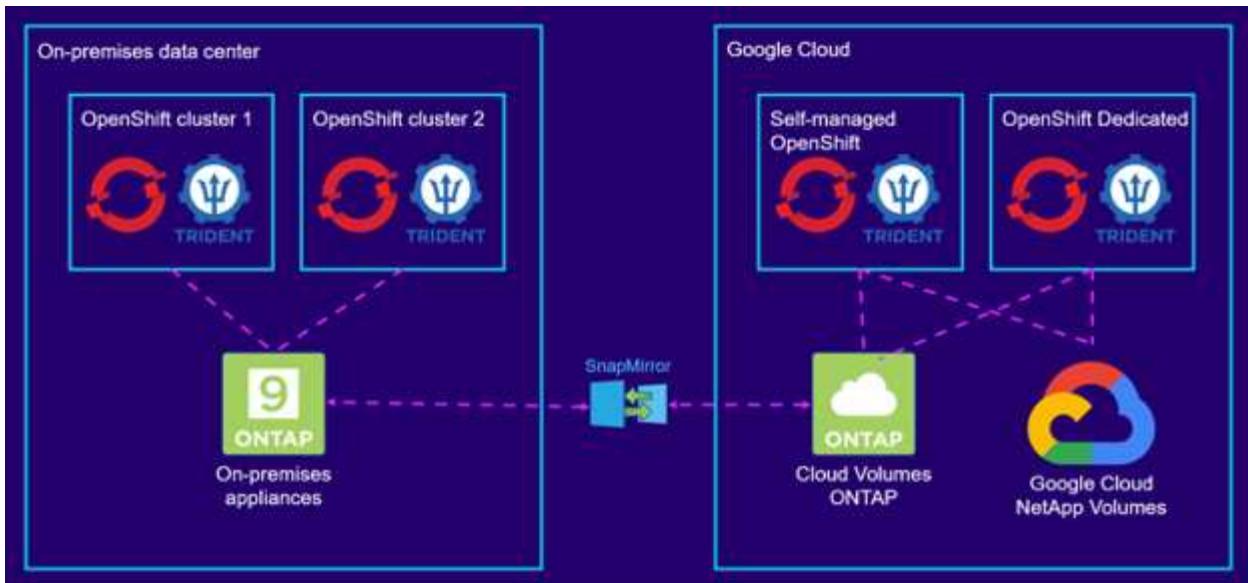 On-premises data center
OpenShift cluster 1
TRIDENT
OpenShift cluster 2
TRIDENT
9
ONTAP
On-premises
appliances
SnapMirror
Google Cloud
Self-managed
OpenShift
TRIDENT
OpenShift Dedicated
TRIDENT
ONTAP
Cloud Volumes
ONTAP
Google Cloud
NetApp Volumes